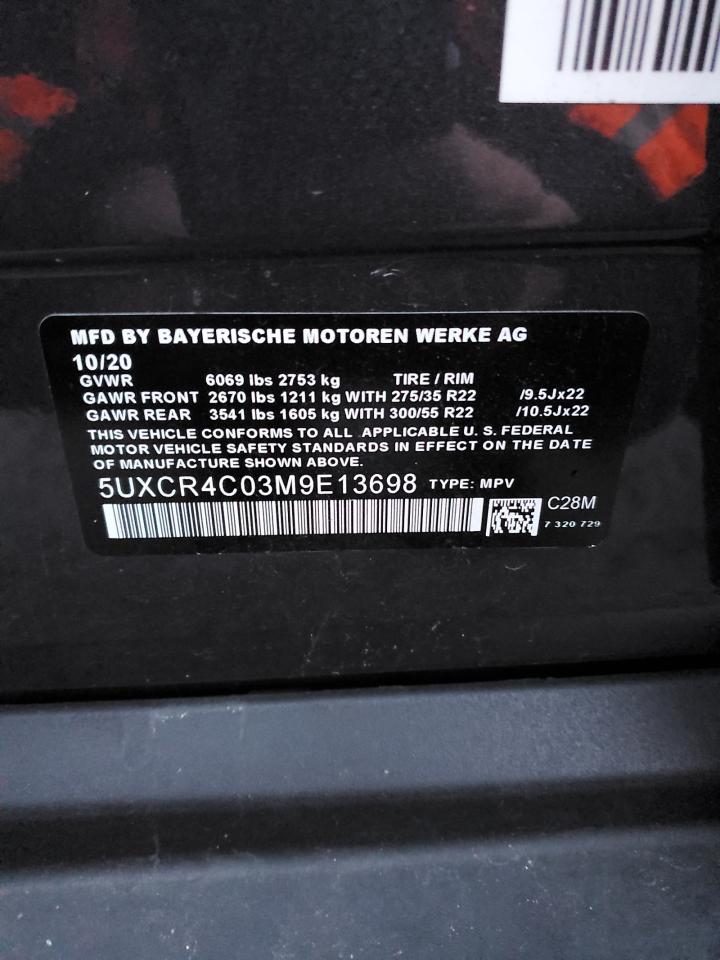 MFD BY BAYERISCHE MOTOREN WERKE AG
10/20
GVWR 6069 lbs 2753 kg TIRE / RIM
GAWR FRONT 2670 lbs 1211 kg WITH 275/35 R22 /9.5Jx22
GAWR REAR 3541 lbs 1605 kg WITH 300/55 R22 /10.5Jx22
THIS VEHICLE CONFORMS TO ALL APPLICABLE U. S. FEDERAL
MOTOR VEHICLE SAFETY STANDARDS IN EFFECT ON THE DATE
OF MANUFACTURE SHOWN ABOVE.
5UXCR4C03M9E13698 TYPE: MPV
C28M
7 320 729